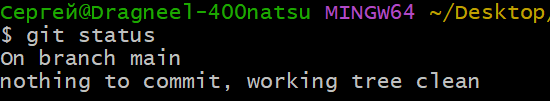 Сергей@Dragneel-400natsu MINGW64 ~/Desktop/
$ git status
On branch main
nothing to commit, working tree clean